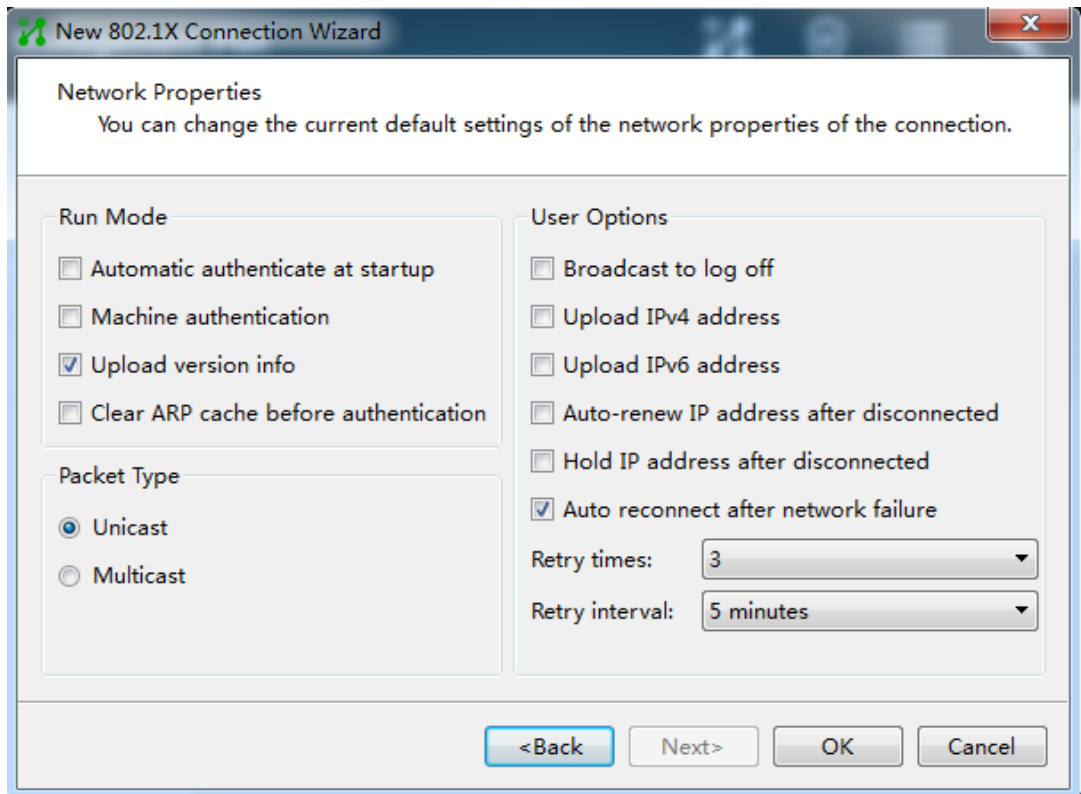 New 802.1X Connection Wizard
Network Properties
You can change the current default settings of the network properties of the connection.
Run Mode
Automatic authenticate at startup
Machine authentication
Upload version info
Clear ARP cache before authentication
Packet Type
Unicast
Multicast
User Options
Broadcast to log off
Upload IPv4 address
Upload IPv6 address
Auto-renew IP address after disconnected
Hold IP address after disconnected
Auto reconnect after network failure
Retry times: 3
Retry interval: 5 minutes
<Back Next> OK Cancel